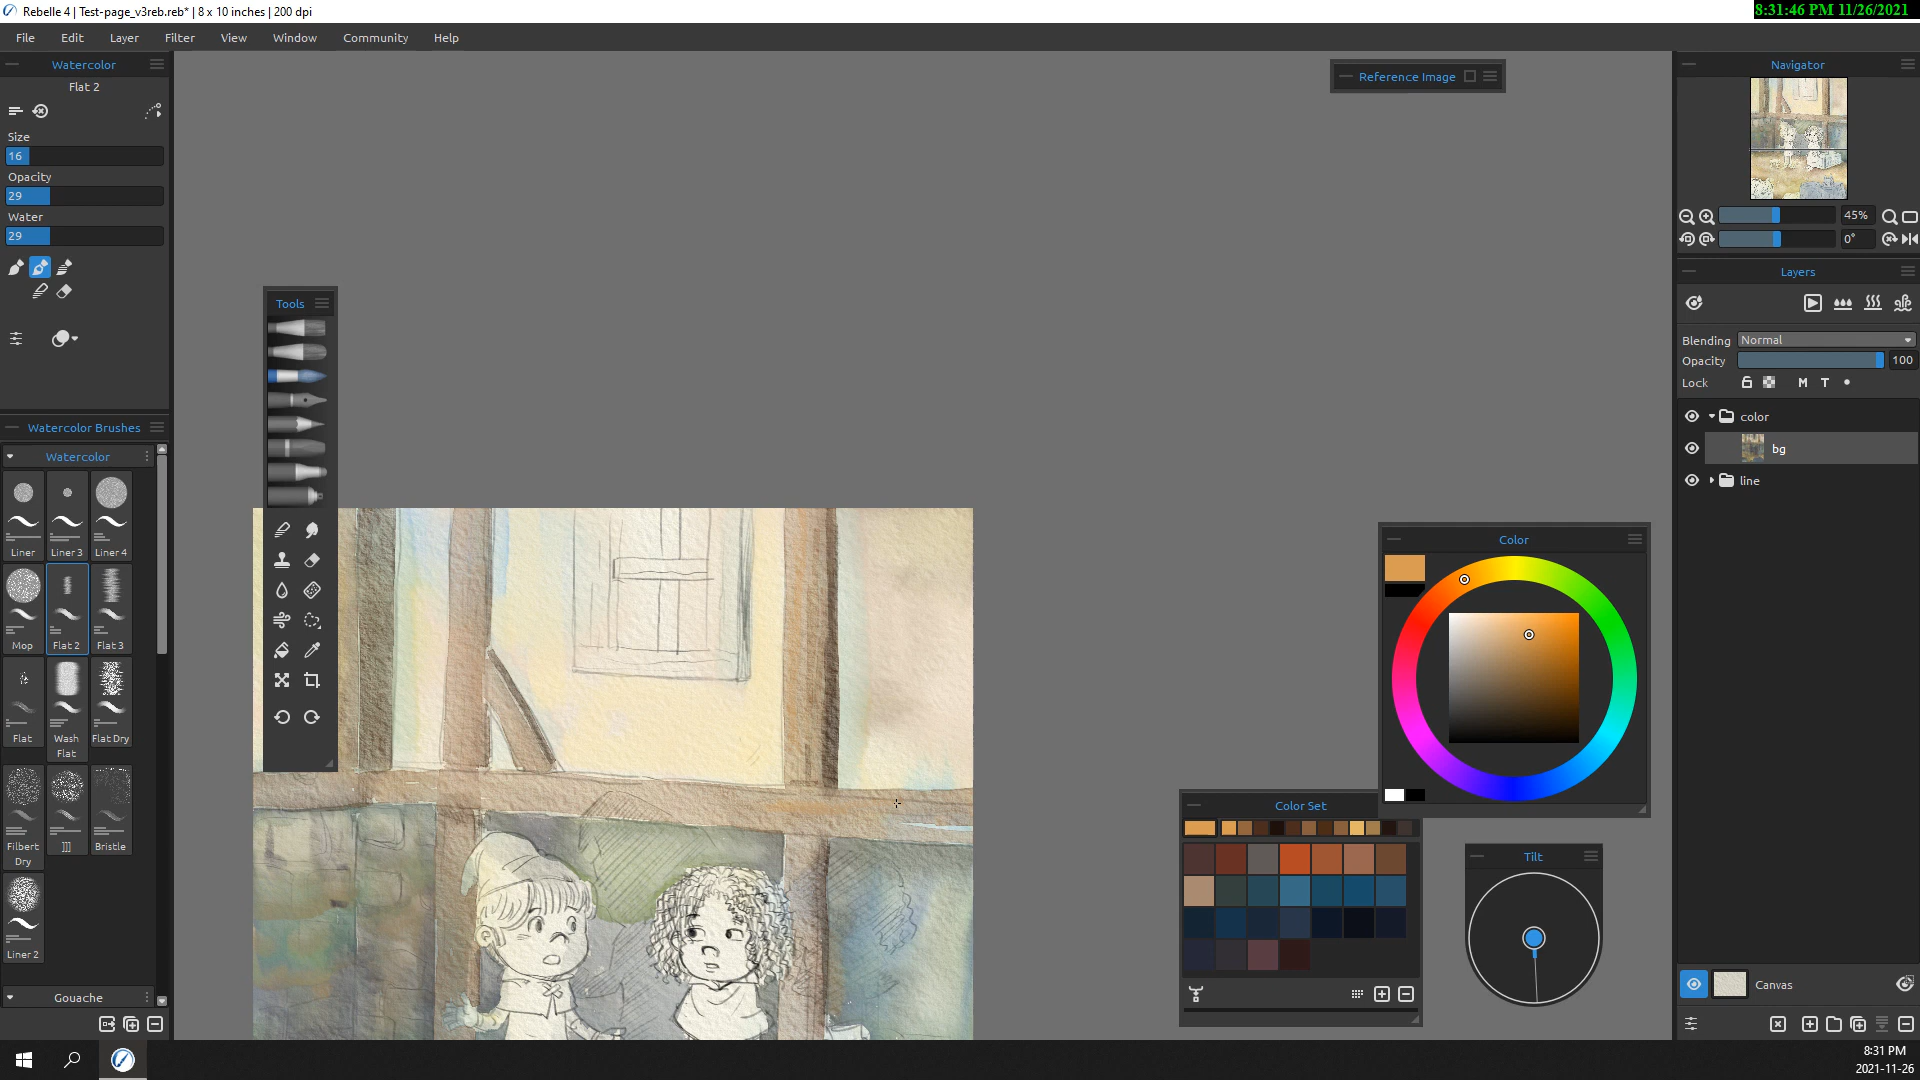 Rebelle 4 | Test-page_v3reb.reb* | 8 x 10 inches | 200 dpi
8:31:46 PM 11/26/2021
File Edit Layer Filter View Window Community Help
Watercolor
Flat 2
Size
16
Opacity
29
Water
29
Watercolor Brushes
Watercolor
Liner Liner 3 Liner 4
Mop Flat 2 Flat 3
Flat Wash Flat Flat Dry
Filbert Dry ]]] Bristle
Liner 2
Gouache
Tools
Reference Image
Navigator
45%
0°
Layers
Blending Normal
Opacity 100
Lock M T
color
bg
line
Color
Color Set
Tilt
Canvas
8:31 PM
2021-11-26